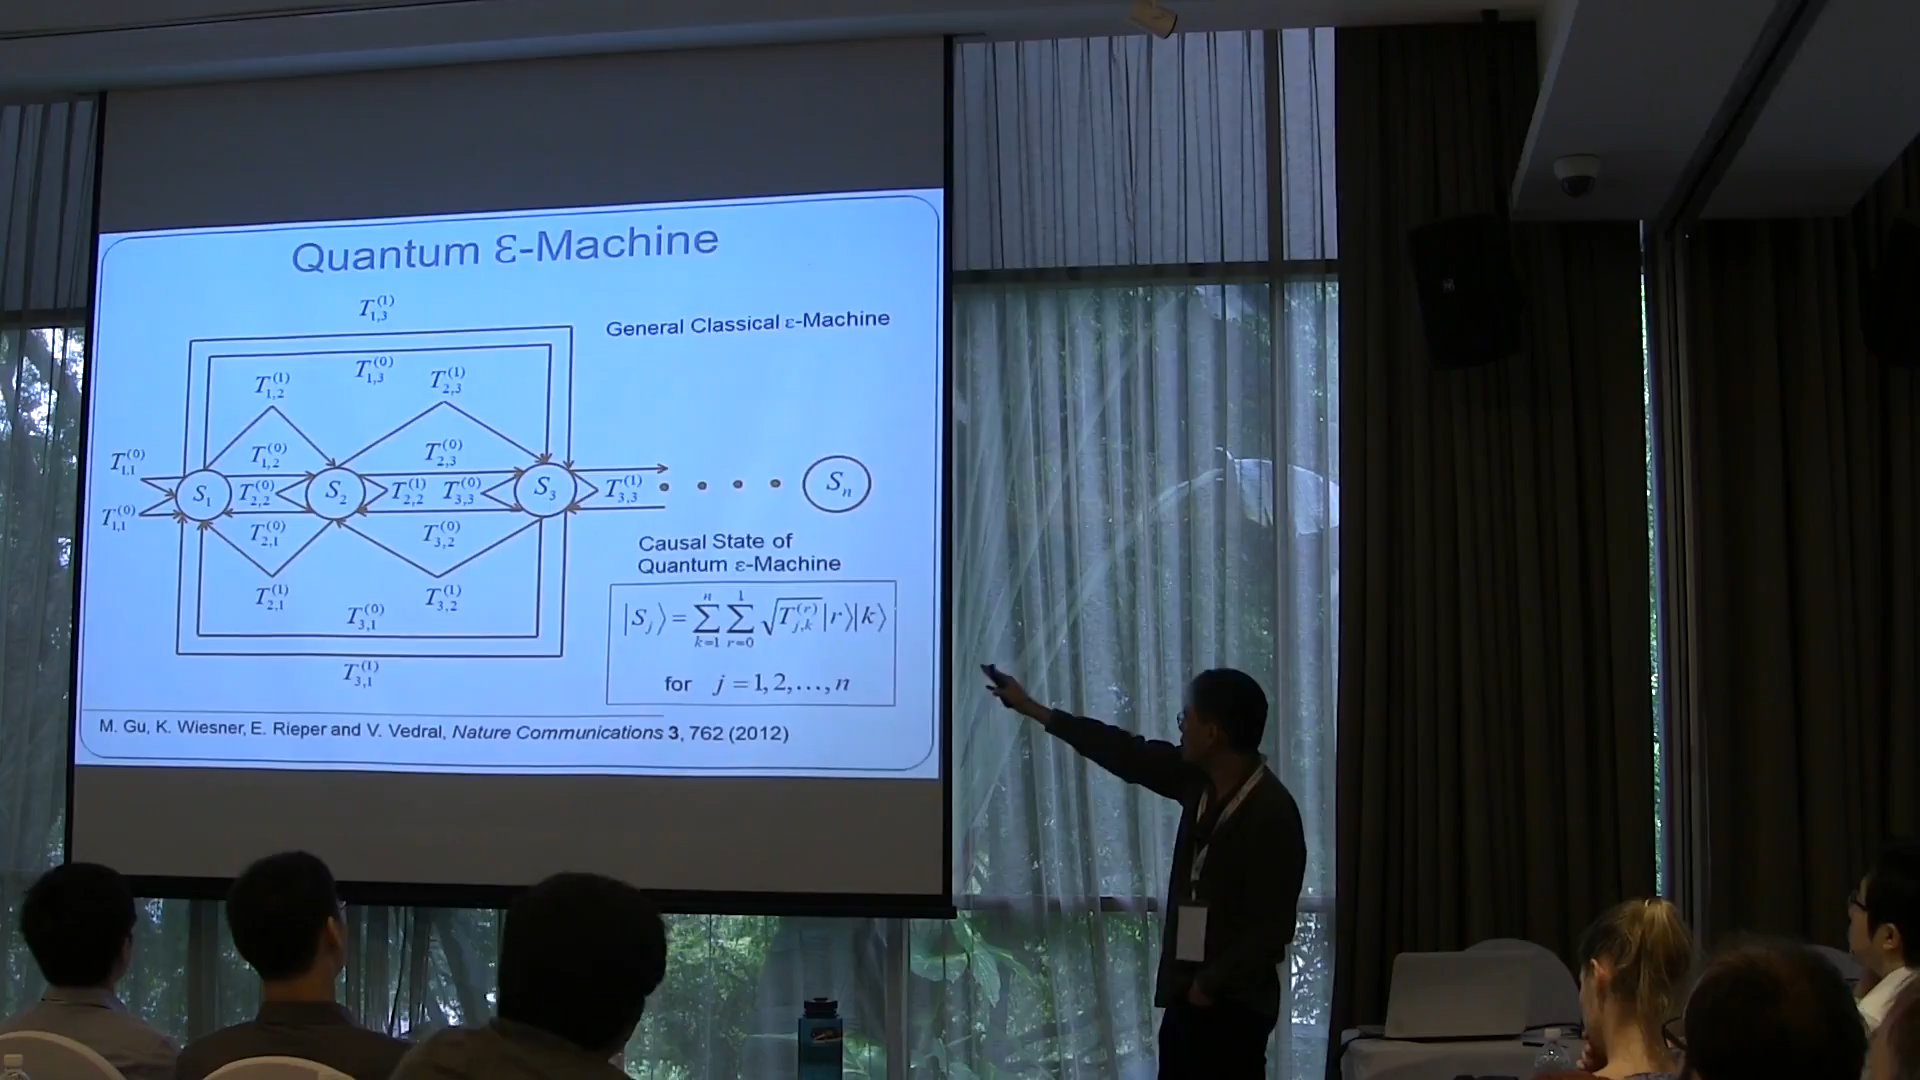 Quantum Ɛ-Machine
T_{1,3}^{(1)}
General Classical ε-Machine
T_{1,3}^{(0)}
T_{1,2}^{(1)} T_{2,3}^{(1)}
T_{1,1}^{(0)} T_{1,2}^{(0)} T_{2,3}^{(0)}
S_1 T_{2,2}^{(0)} S_2 T_{2,2}^{(1)} T_{3,3}^{(0)} S_3 T_{3,3}^{(1)} S_n
T_{1,1}^{(0)} T_{2,1}^{(0)} T_{3,2}^{(0)}
Causal State of
Quantum ε-Machine
T_{2,1}^{(1)} T_{3,2}^{(1)}
T_{3,1}^{(0)}
T_{3,1}^{(1)}
|S_j⟩ = ∑_{k=1}^{n} ∑_{r=0}^{1} √T_{j,k}^{(r)} |r⟩|k⟩
for j = 1, 2, ..., n
M. Gu, K. Wiesner, E. Rieper and V. Vedral, Nature Communications 3, 762 (2012)